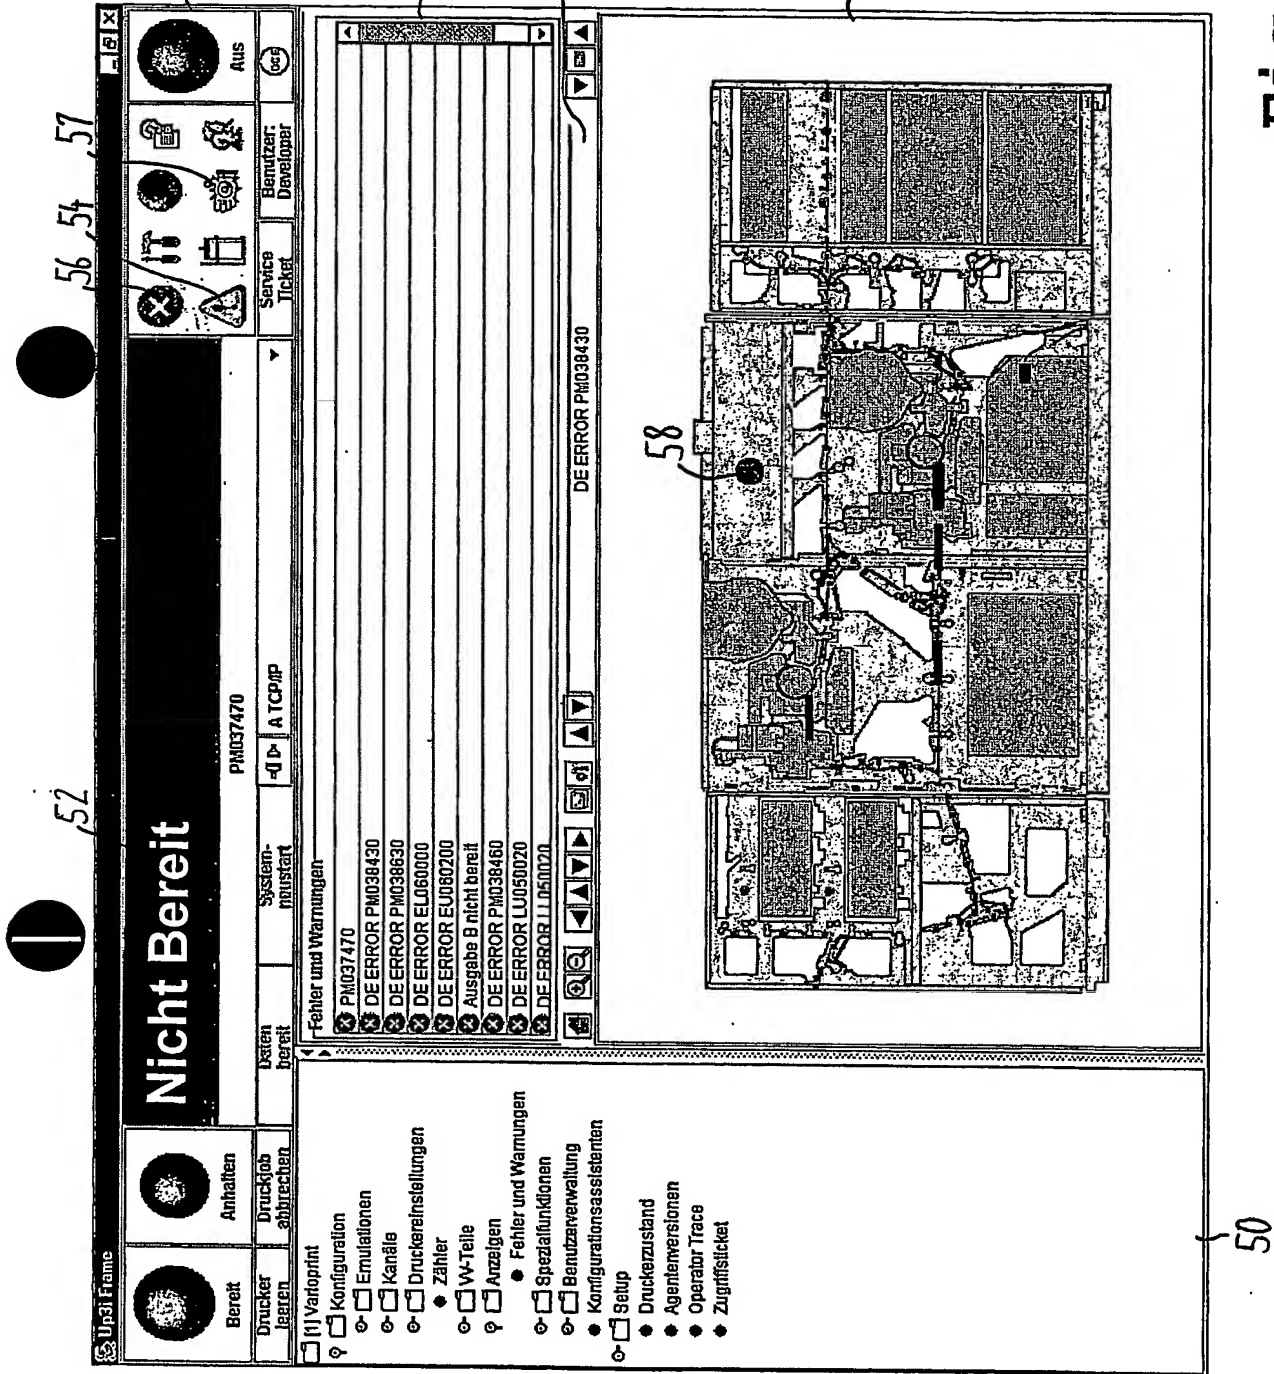 52
56
54
57
Up3i Frame
Bereit
Anhalten
Nicht Bereit
PM037470
Aus
Drucker leeren
Druckjob abbrechen
Daten bereit
System-neustart
A TCP/IP
Service Ticket
Benutzer: Developer
OCE
[1] Varioprint
Konfiguration
Emulationen
Kanäle
Druckereinstellungen
Zähler
VV-Teile
Anzeigen
Fehler und Warnungen
Spezialfunktionen
Benutzerverwaltung
Konfigurationsassistenten
Setup
Druckerzustand
Agentenversionen
Operator Trace
Zugriffsticket
Fehler und Warnungen
PM037470
DE ERROR PM038430
DE ERROR PM038630
DE ERROR EL060000
DE ERROR EU080200
Ausgabe B nicht bereit
DE ERROR PM038460
DE ERROR LU050020
DE ERROR LL050020
DE ERROR PM038430
58
50